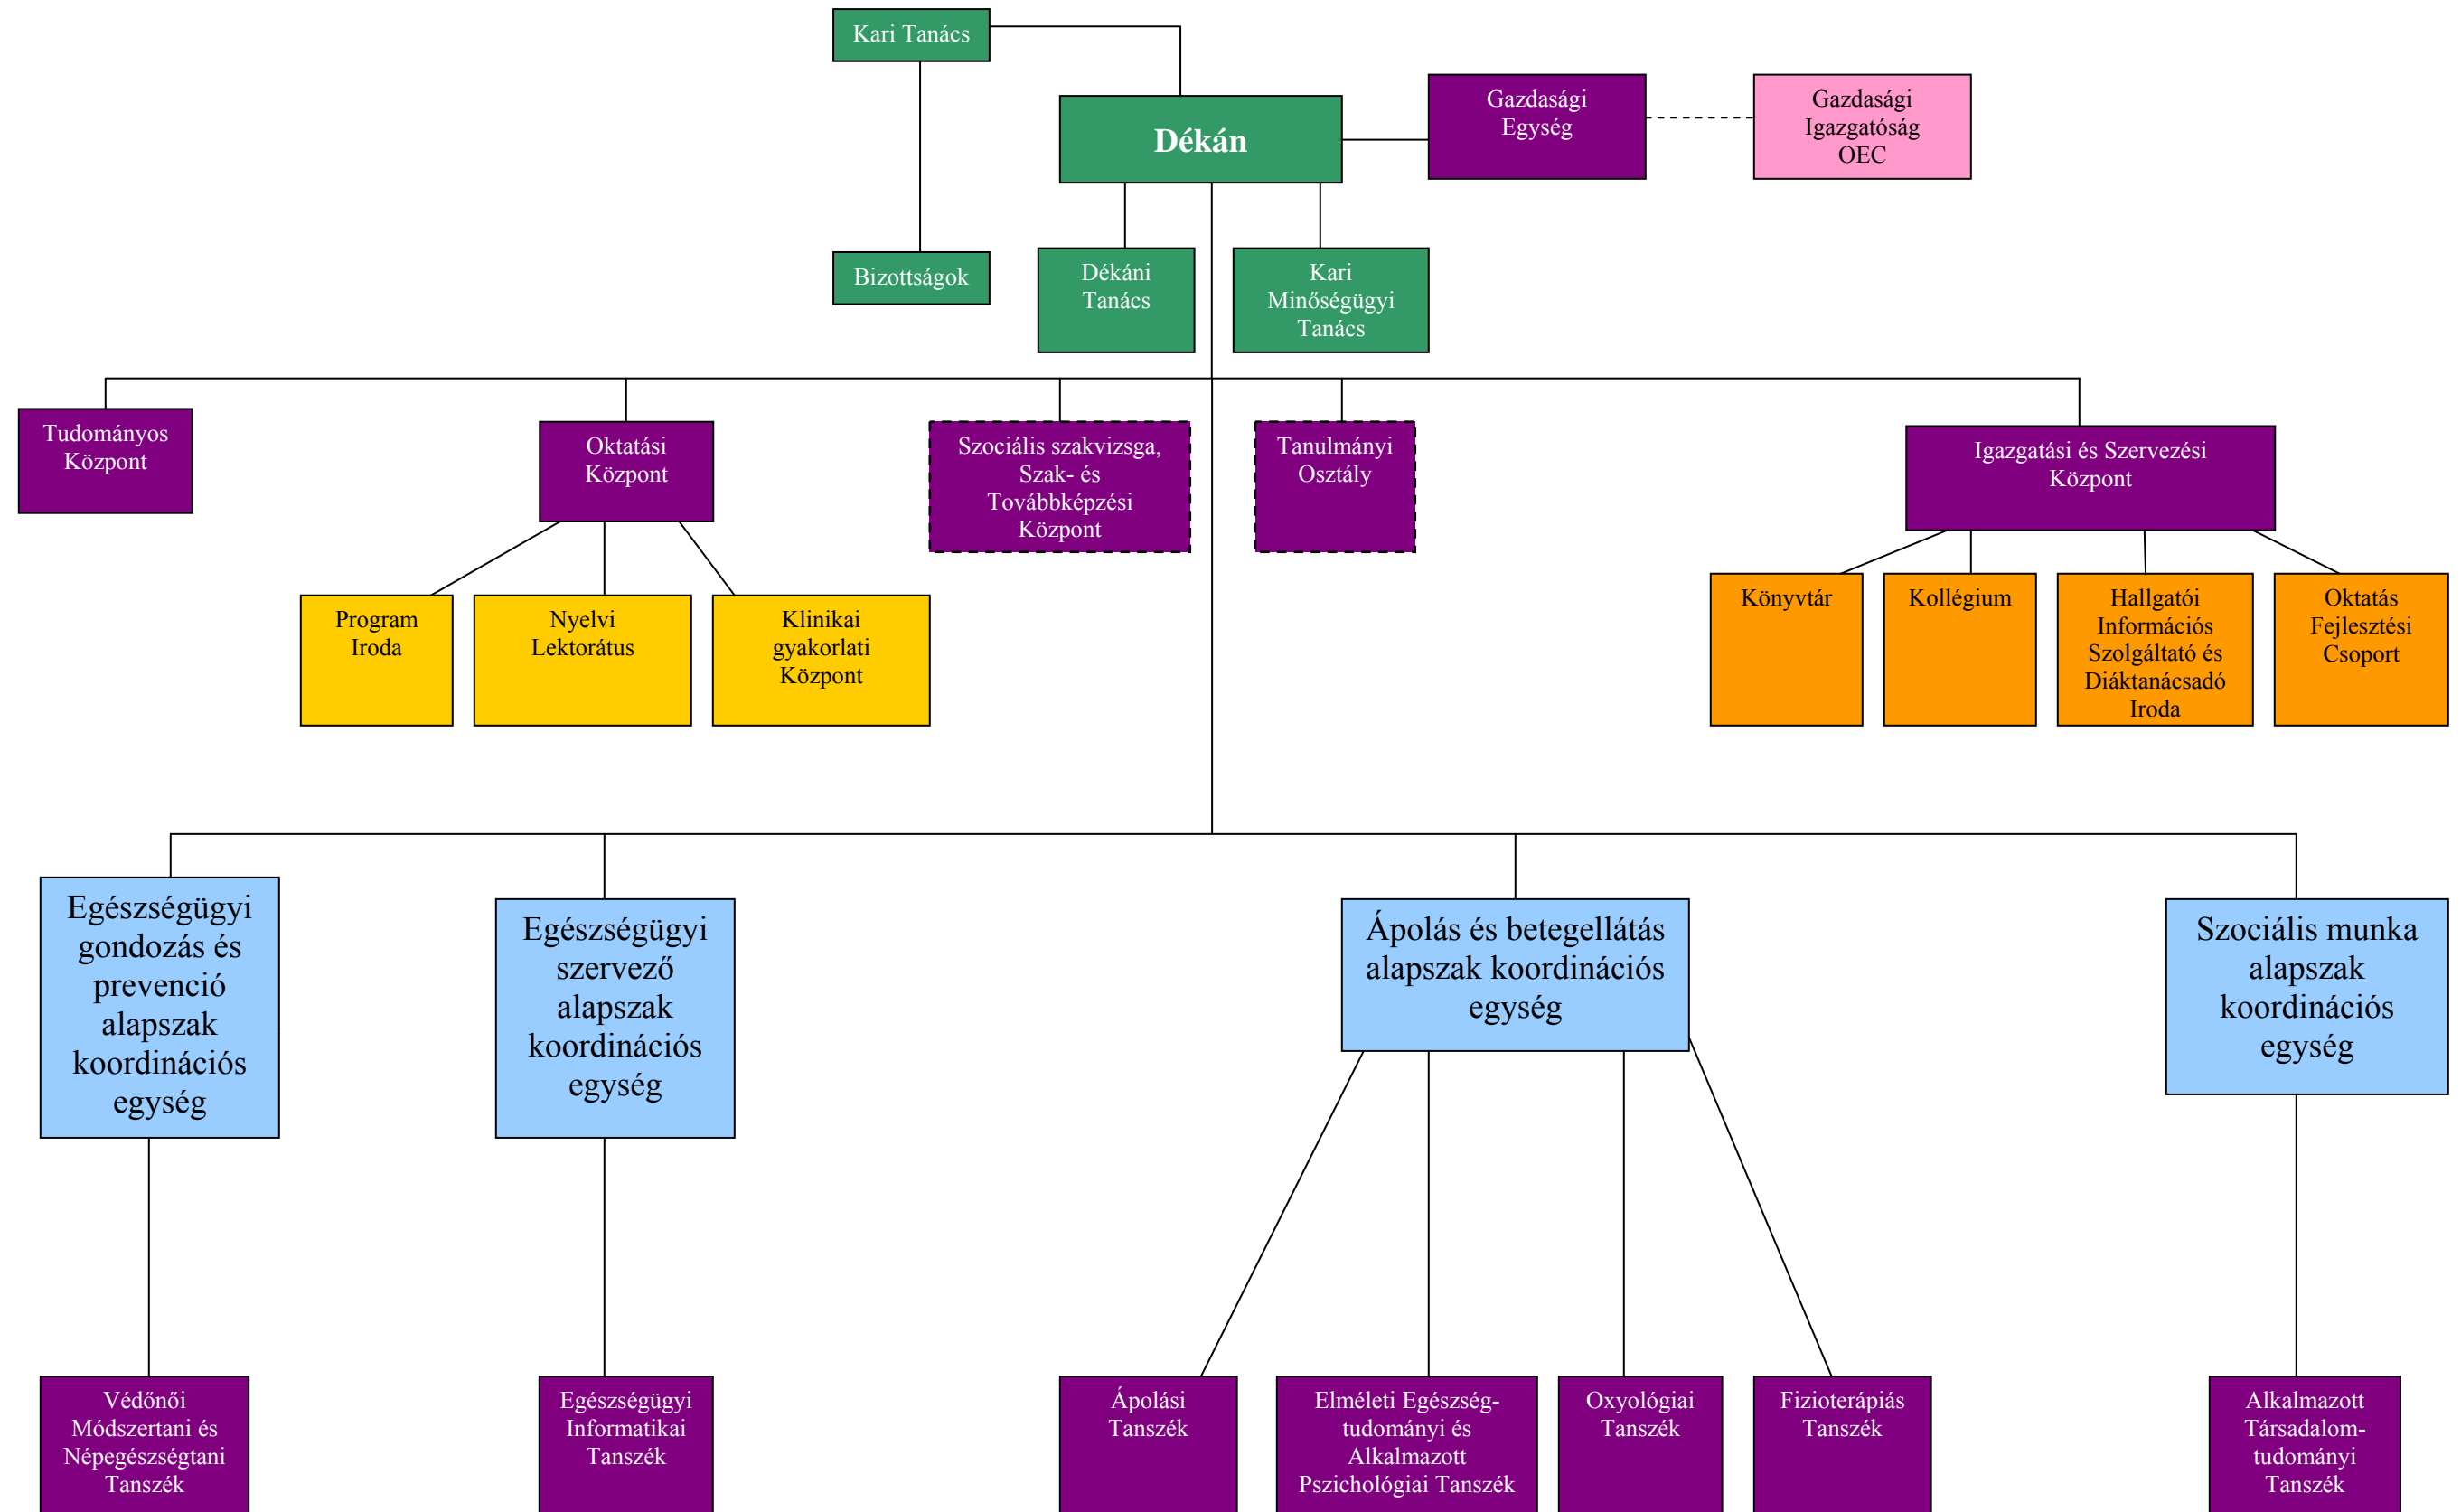 Kari Tanács
Gazdasági
Egység
Gazdasági
Igazgatóság
OEC
Dékán
Bizottságok
Dékáni
Tanács
Kari
Minőségügyi
Tanács
Tudományos
Központ
Oktatási
Központ
Szociális szakvizsga,
Szak- és
Továbbképzési
Központ
Tanulmányi
Osztály
Igazgatási és Szervezési
Központ
Program
Iroda
Nyelvi
Lektorátus
Klinikai
gyakorlati
Központ
Könyvtár
Kollégium
Hallgatói
Információs
Szolgáltató és
Diáktanácsadó
Iroda
Oktatás
Fejlesztési
Csoport
Egészségügyi
gondozás és
prevenció
alapszak
koordinációs
egység
Egészségügyi
szervező
alapszak
koordinációs
egység
Ápolás és betegellátás
alapszak koordinációs
egység
Szociális munka
alapszak
koordinációs
egység
Védőnői
Módszertani és
Népegészségtani
Tanszék
Egészségügyi
Informatikai
Tanszék
Ápolási
Tanszék
Elméleti Egészség-
tudományi és
Alkalmazott
Pszichológiai Tanszék
Oxyológiai
Tanszék
Fizioterápiás
Tanszék
Alkalmazott
Társadalom-
tudományi
Tanszék